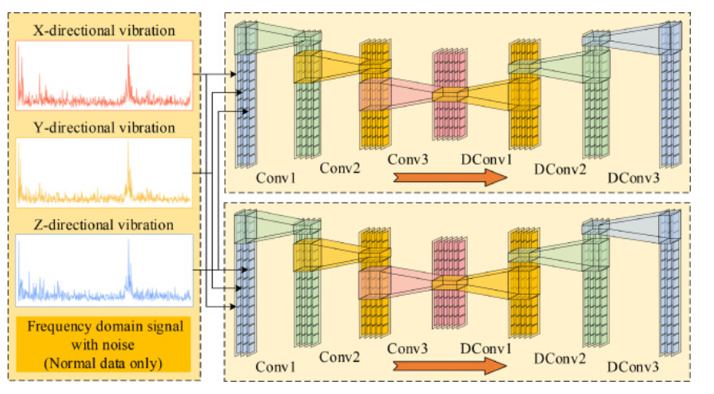 X-directional vibration
Y-directional vibration
Z-directional vibration
Frequency domain signal
with noise
(Normal data only)
Conv1
Conv2
Conv3
DConv1
DConv2
DConv3
Conv1
Conv2
Conv3
DConv1
DConv2
DConv3